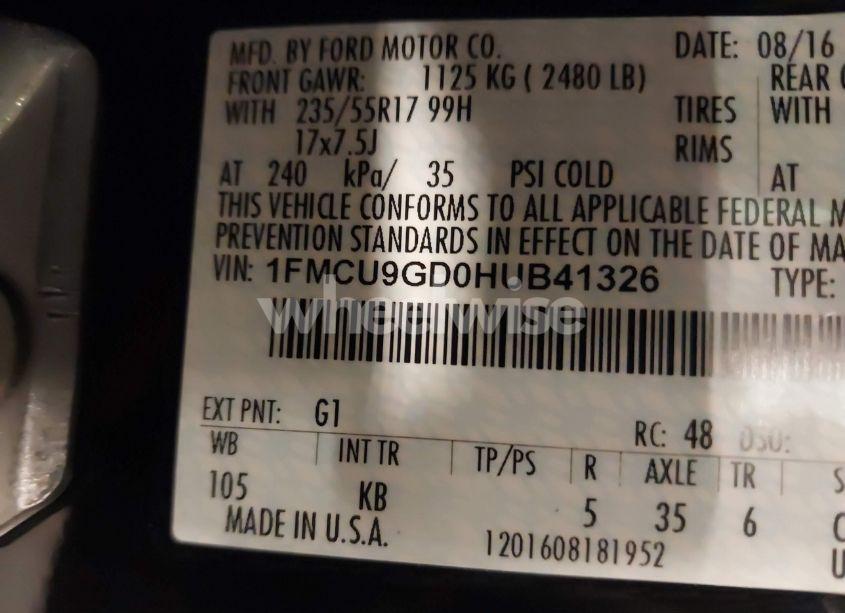 MFD. BY FORD MOTOR CO. DATE: 08/16
FRONT GAWR: 1125 KG ( 2480 LB) REAR
WITH 235/55R17 99H TIRES WITH
17x7.5J RIMS
AT 240 kPa/ 35 PSI COLD AT
THIS VEHICLE CONFORMS TO ALL APPLICABLE FEDERAL M
PREVENTION STANDARDS IN EFFECT ON THE DATE OF MA
VIN: 1FMCU9GD0HUB41326 TYPE:
wheelwise
EXT PNT: G1 RC: 48 DSO:
WB INT TR TP/PS R AXLE TR S
105 KB 5 35 6
MADE IN U.S.A. 1201608181952